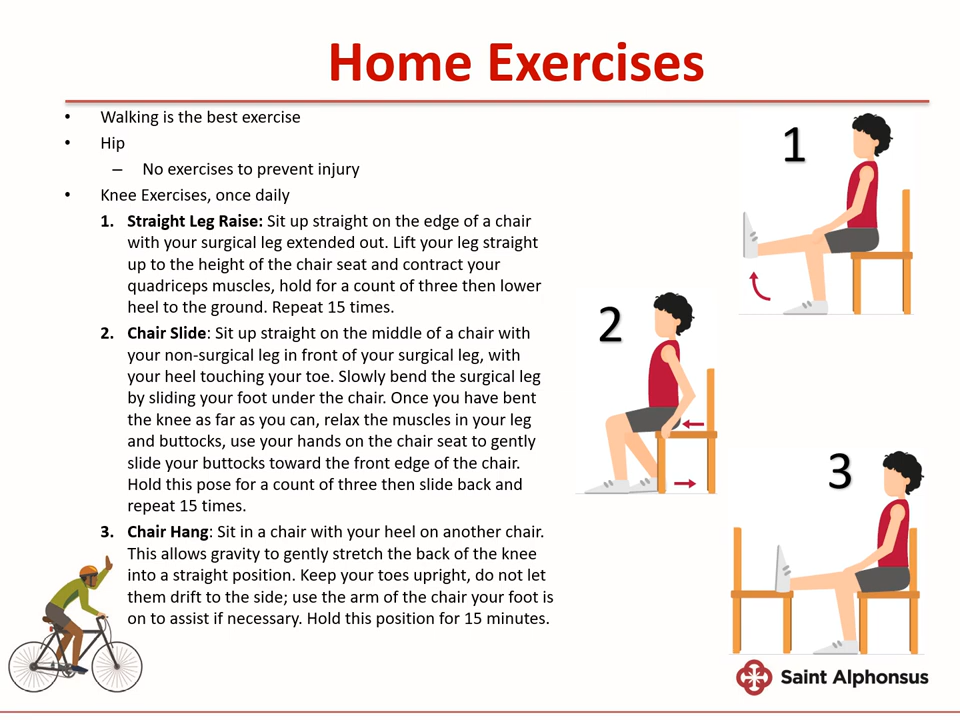 Home Exercises
• Walking is the best exercise
• Hip
– No exercises to prevent injury
• Knee Exercises, once daily
1. Straight Leg Raise: Sit up straight on the edge of a chair
with your surgical leg extended out. Lift your leg straight
up to the height of the chair seat and contract your
quadriceps muscles, hold for a count of three then lower
heel to the ground. Repeat 15 times.
2. Chair Slide: Sit up straight on the middle of a chair with
your non-surgical leg in front of your surgical leg, with
your heel touching your toe. Slowly bend the surgical leg
by sliding your foot under the chair. Once you have bent
the knee as far as you can, relax the muscles in your leg
and buttocks, use your hands on the chair seat to gently
slide your buttocks toward the front edge of the chair.
Hold this pose for a count of three then slide back and
repeat 15 times.
3. Chair Hang: Sit in a chair with your heel on another chair.
This allows gravity to gently stretch the back of the knee
into a straight position. Keep your toes upright, do not let
them drift to the side; use the arm of the chair your foot is
on to assist if necessary. Hold this position for 15 minutes.
1
2
3
Saint Alphonsus